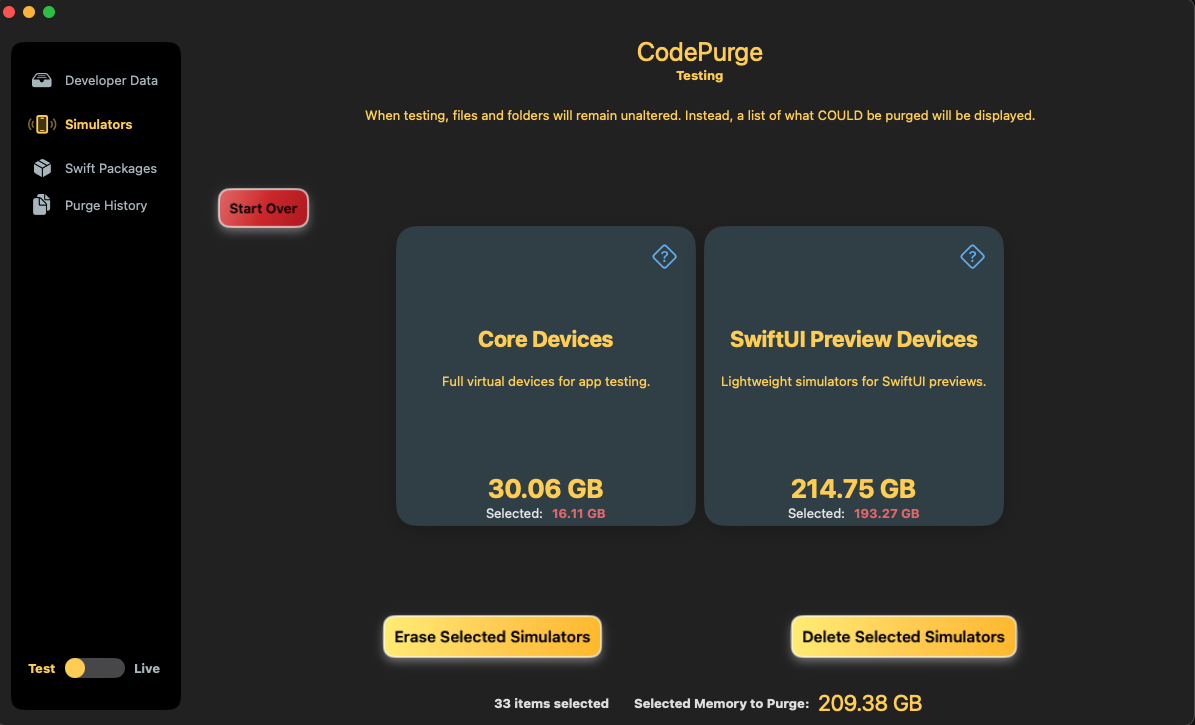 CodePurge
Testing
When testing, files and folders will remain unaltered. Instead, a list of what COULD be purged will be displayed.
Developer Data
Simulators
Swift Packages
Purge History
Start Over
?
Core Devices
Full virtual devices for app testing.
30.06 GB
Selected: 16.11 GB
?
SwiftUI Preview Devices
Lightweight simulators for SwiftUI previews.
214.75 GB
Selected: 193.27 GB
Erase Selected Simulators
Delete Selected Simulators
Test Live
33 items selected Selected Memory to Purge: 209.38 GB